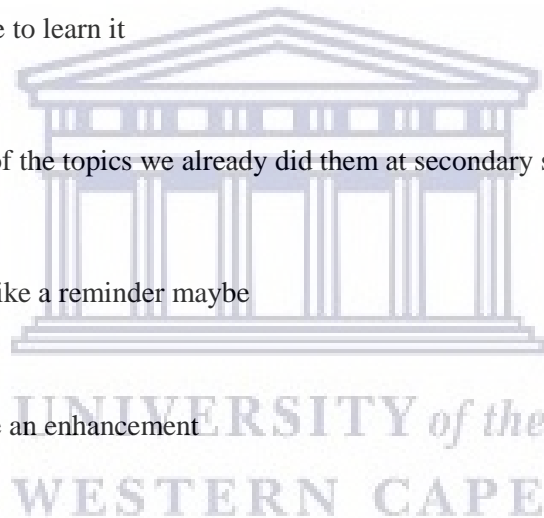 e to learn it
of the topics we already did them at secondary s
ike a reminder maybe
e an enhancement
UNIVERSITY of the
WESTERN CAPE